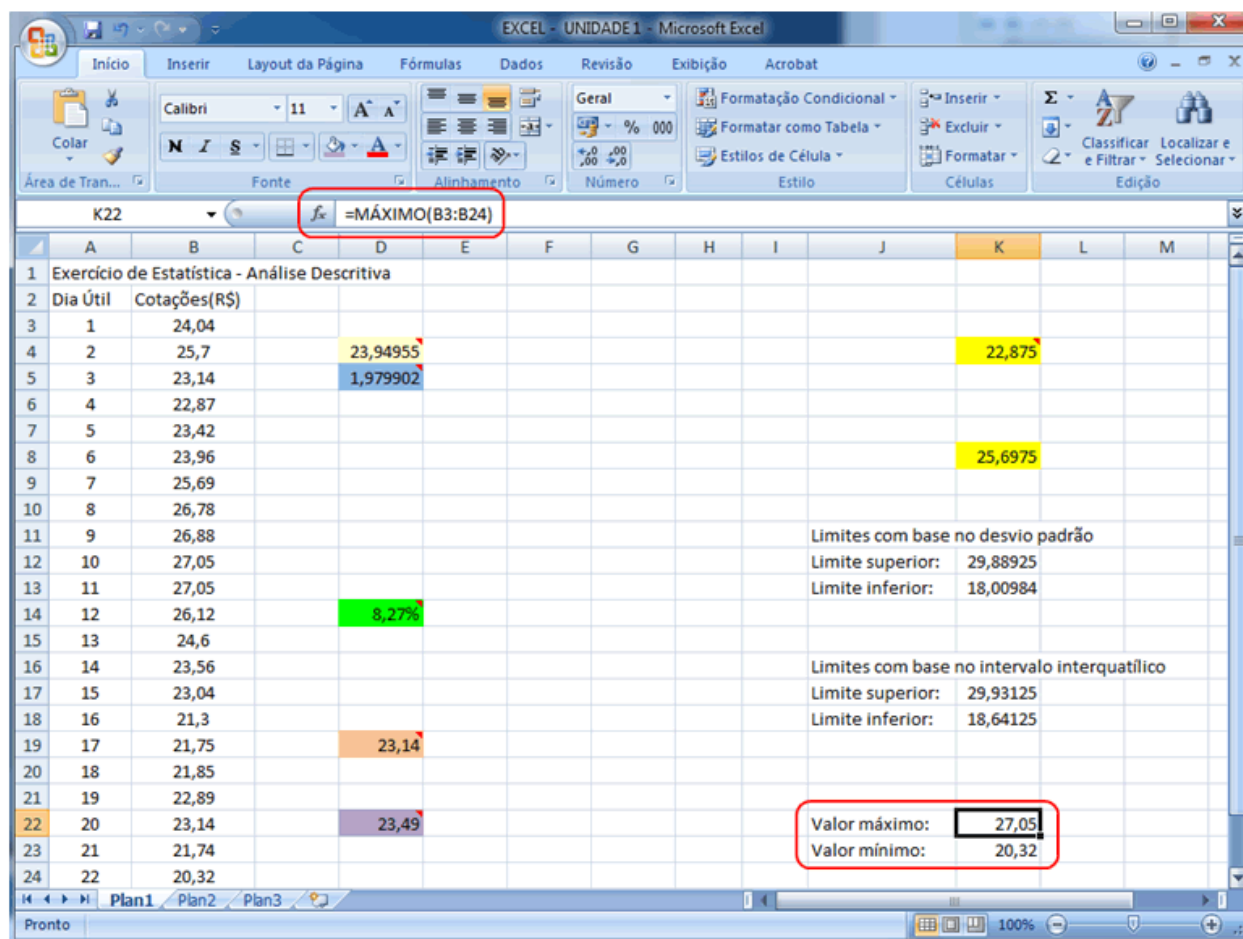 EXCEL - UNIDADE 1 - Microsoft Excel
Início Inserir Layout da Página Fórmulas Dados Revisão Exibição Acrobat
Colar
Calibri 11 A A
N I S A
Geral
% 000
Formatação Condicional
Formatar como Tabela
Estilos de Célula
Inserir
Excluir
Formatar
Σ
Classificar e Filtrar
Localizar e Selecionar
Área de Tran... Fonte Alinhamento Número Estilo Células Edição
K22 fx =MÁXIMO(B3:B24)
A B C D E F G H I J K L M
1 Exercício de Estatística - Análise Descritiva
2 Dia Útil Cotações(R$)
3 1 24,04
4 2 25,7 23,94955 22,875
5 3 23,14 1,979902
6 4 22,87
7 5 23,42
8 6 23,96 25,6975
9 7 25,69
10 8 26,78
11 9 26,88 Limites com base no desvio padrão
12 10 27,05 Limite superior: 29,88925
13 11 27,05 Limite inferior: 18,00984
14 12 26,12 8,27%
15 13 24,6
16 14 23,56 Limites com base no intervalo interquatílico
17 15 23,04 Limite superior: 29,93125
18 16 21,3 Limite inferior: 18,64125
19 17 21,75 23,14
20 18 21,85
21 19 22,89
22 20 23,14 23,49 Valor máximo: 27,05
23 21 21,74 Valor mínimo: 20,32
24 22 20,32
Plan1 Plan2 Plan3
Pronto 100%